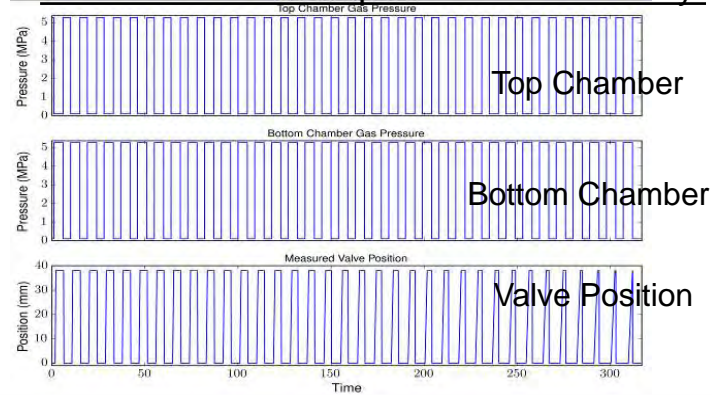 Top Chamber Gas Pressure
Pressure (MPa)
5
4
3
2
1
0
Top Chamber
Bottom Chamber Gas Pressure
Pressure (MPa)
5
4
3
2
1
0
Bottom Chamber
Measured Valve Position
Position (mm)
40
30
20
10
0
Valve Position
0 50 100 150 200 250 300
Time